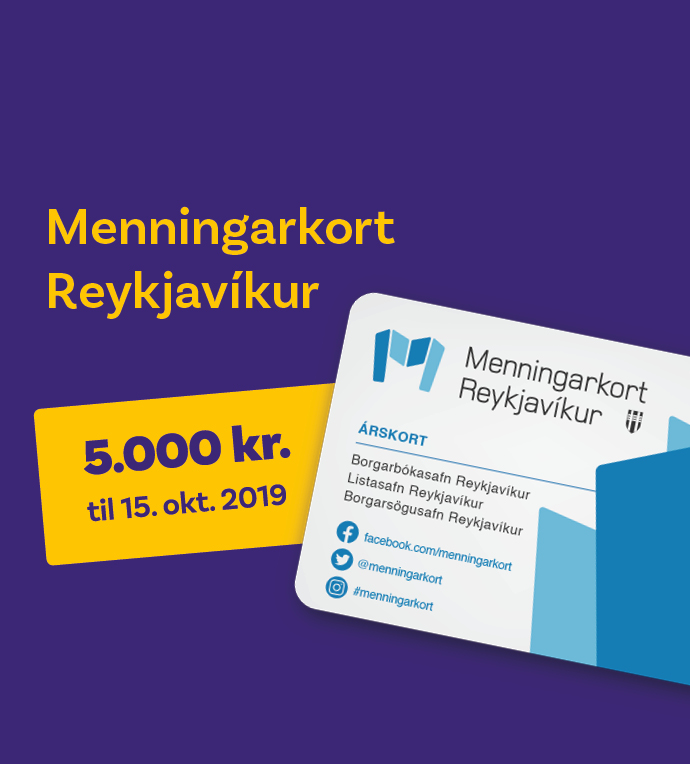 Menningarkort
Reykjavíkur
5.000 kr.
til 15. okt. 2019
Menningarkort
Reykjavíkur
ÁRSKORT
Borgarbókasafn Reykjavíkur
Listasafn Reykjavíkur
Borgarsögusafn Reykjavíkur
facebook.com/menningarkort
@menningarkort
#menningarkort